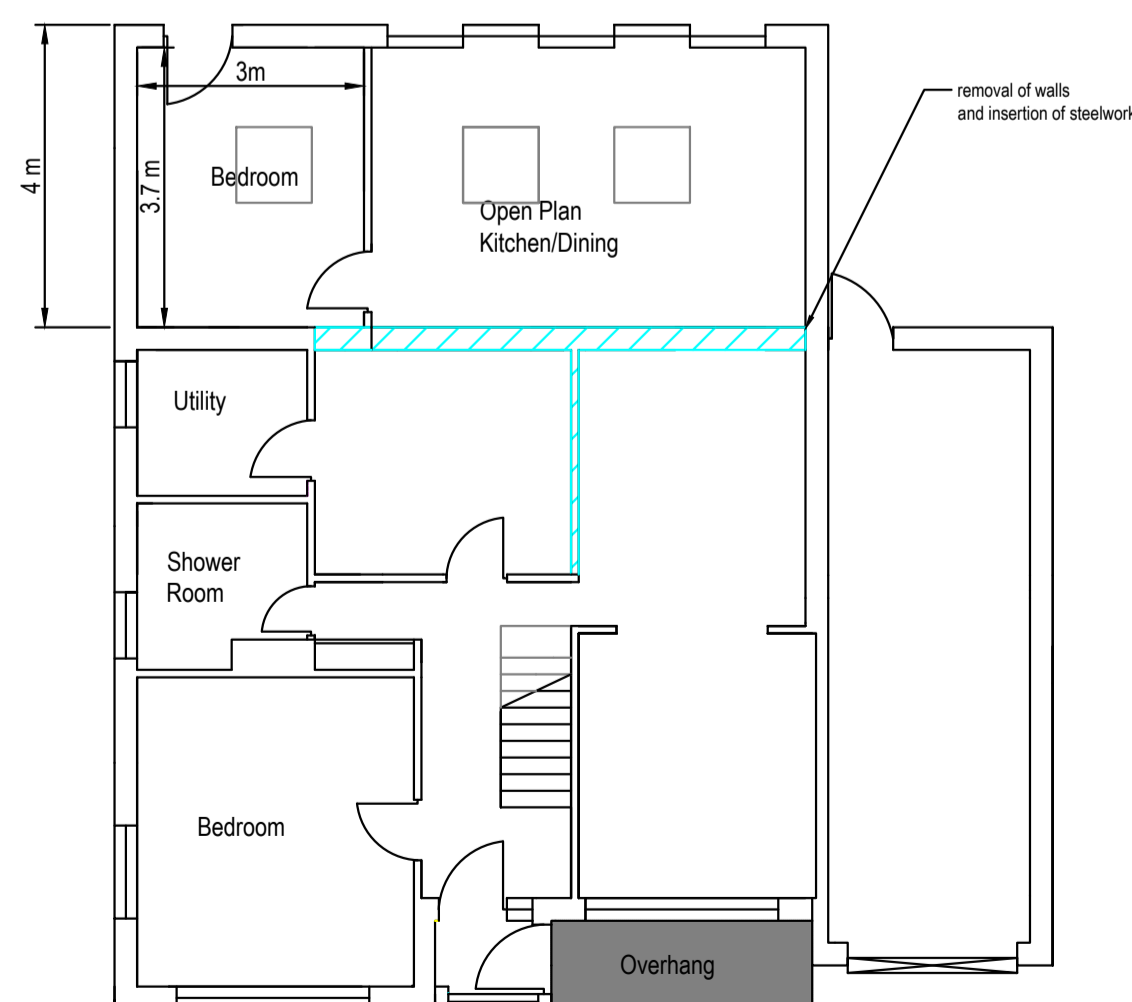 3m
removal of walls
and insertion of steelwork
4 m
3.7 m
Bedroom
Open Plan
Kitchen/Dining
Utility
Shower
Room
Bedroom
Overhang